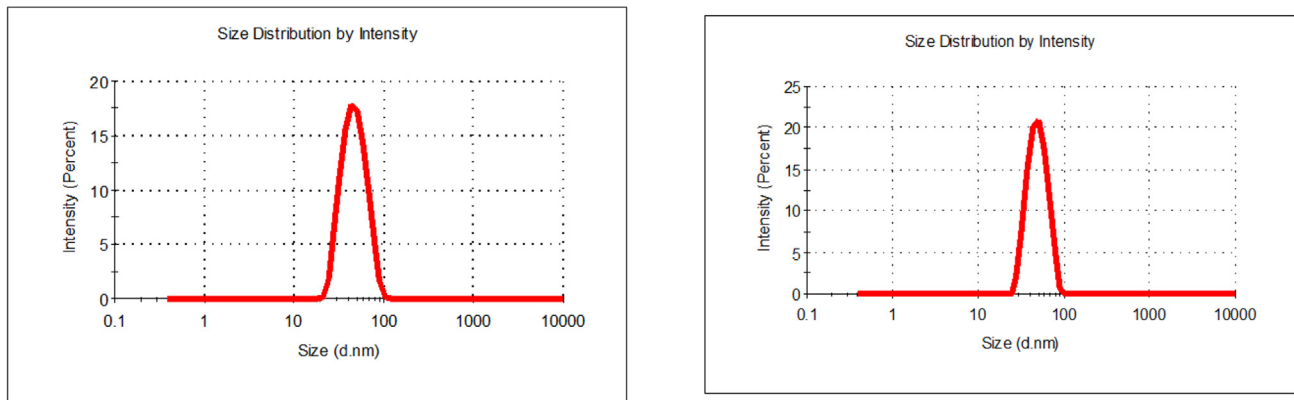 Size Distribution by Intensity
20
15
10
5
0
Intensity (Percent)
0.1 1 10 100 1000 10000
Size (d.nm)
Size Distribution by Intensity
25
20
15
10
5
0
Intensity (Percent)
0.1 1 10 100 1000 10000
Size (d.nm)